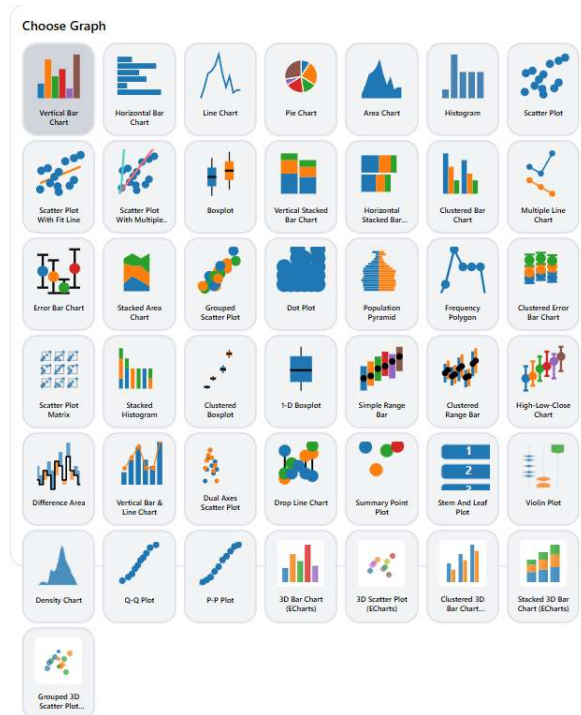 Choose Graph
Vertical Bar
Chart
Horizontal Bar
Chart
Line Chart
Pie Chart
Area Chart
Histogram
Scatter Plot
Scatter Plot
With Fit Line
Scatter Plot
With Multiple..
Boxplot
Vertical Stacked
Bar Chart
Horizontal
Stacked Bar...
Clustered Bar
Chart
Multiple Line
Chart
Error Bar Chart
Stacked Area
Chart
Grouped
Scatter Plot
Dot Plot
Population
Pyramid
Frequency
Polygon
Clustered Error
Bar Chart
Scatter Plot
Matrix
Stacked
Histogram
Clustered
Boxplot
1-D Boxplot
Simple Range
Bar
Clustered
Range Bar
High-Low-Close
Chart
Difference Area
Vertical Bar &
Line Chart
Dual Axes
Scatter Plot
Drop Line Chart
Summary Point
Plot
1
2
3
Stem And Leaf
Plot
Violin Plot
Density Chart
Q-Q Plot
P-P Plot
3D Bar Chart
(ECharts)
3D Scatter Plot
(ECharts)
Clustered 3D
Bar Chart...
Stacked 3D Bar
Chart (ECharts)
Grouped 3D
Scatter Plot...